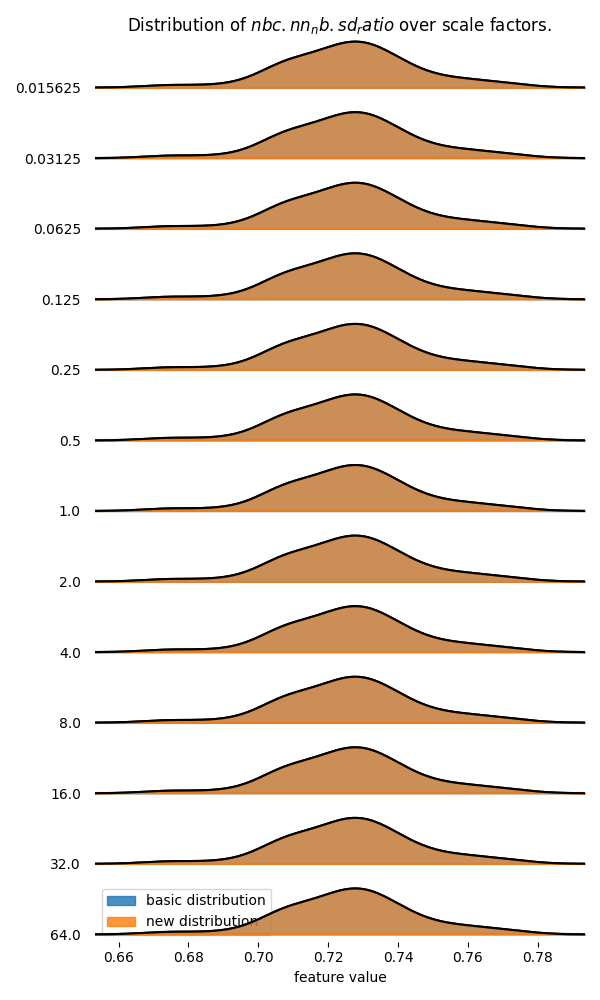 Distribution of nbc.nn_nb.sd_ratio over scale factors.
0.015625
0.03125
0.0625
0.125
0.25
0.5
1.0
2.0
4.0
8.0
16.0
32.0
64.0
basic distribution
new distribution
0.66 0.68 0.70 0.72 0.74 0.76 0.78
feature value